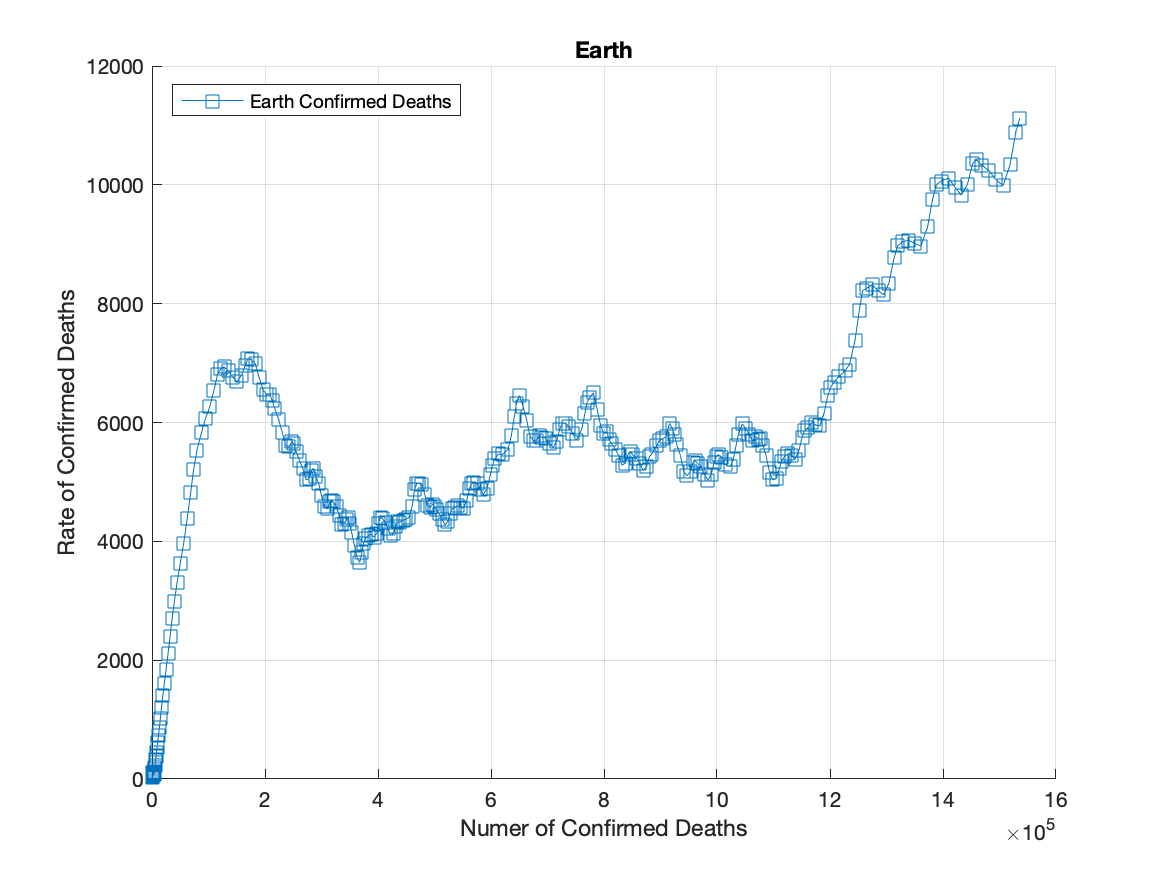 Earth
Earth Confirmed Deaths
12000
10000
8000
6000
4000
2000
0
Rate of Confirmed Deaths
0 2 4 6 8 10 12 14 16
×10^5
Numer of Confirmed Deaths